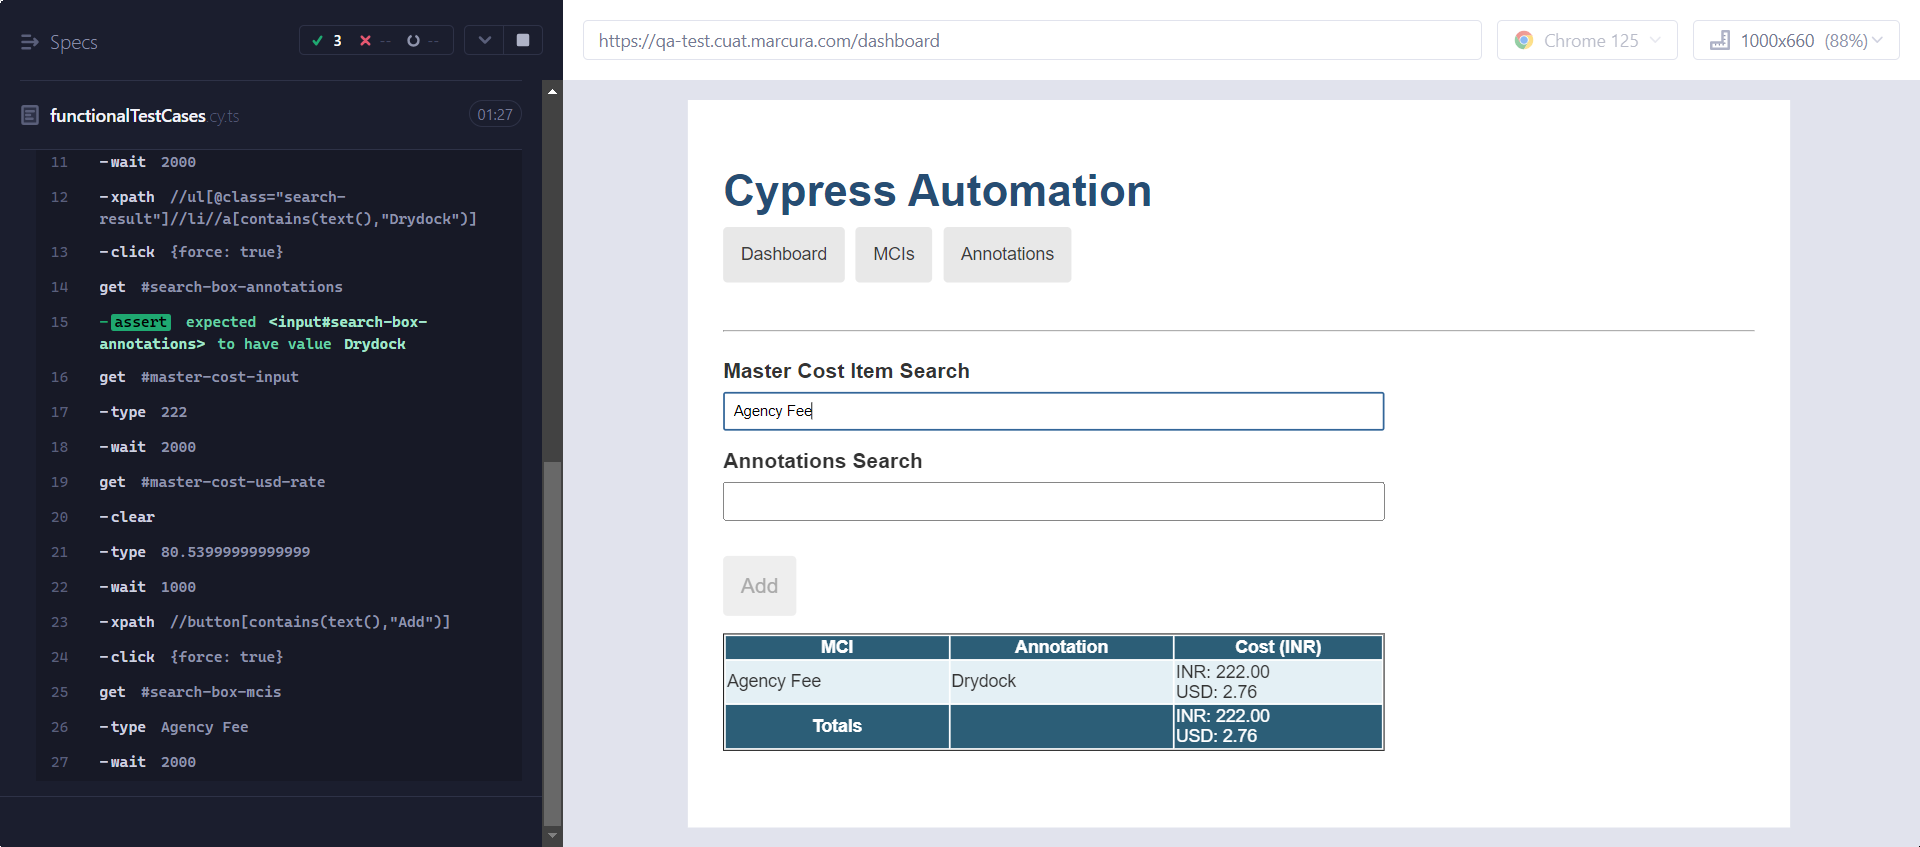 Specs
3 -- --
functionalTestCases.cy.ts 01:27
11 -wait 2000
12 -xpath //ul[@class="search-
result"]//li//a[contains(text(),"Drydock")]
13 -click {force: true}
14 get #search-box-annotations
15 -assert expected <input#search-box-
annotations> to have value Drydock
16 get #master-cost-input
17 -type 222
18 -wait 2000
19 get #master-cost-usd-rate
20 -clear
21 -type 80.53999999999999
22 -wait 1000
23 -xpath //button[contains(text(),"Add")]
24 -click {force: true}
25 get #search-box-mcis
26 -type Agency Fee
27 -wait 2000
https://qa-test.cuat.marcura.com/dashboard
Chrome 125
1000x660 (88%)
Cypress Automation
Dashboard MCIs Annotations
Master Cost Item Search
Agency Fee
Annotations Search
Add
MCI Annotation Cost (INR)
Agency Fee Drydock INR: 222.00
USD: 2.76
Totals INR: 222.00
USD: 2.76